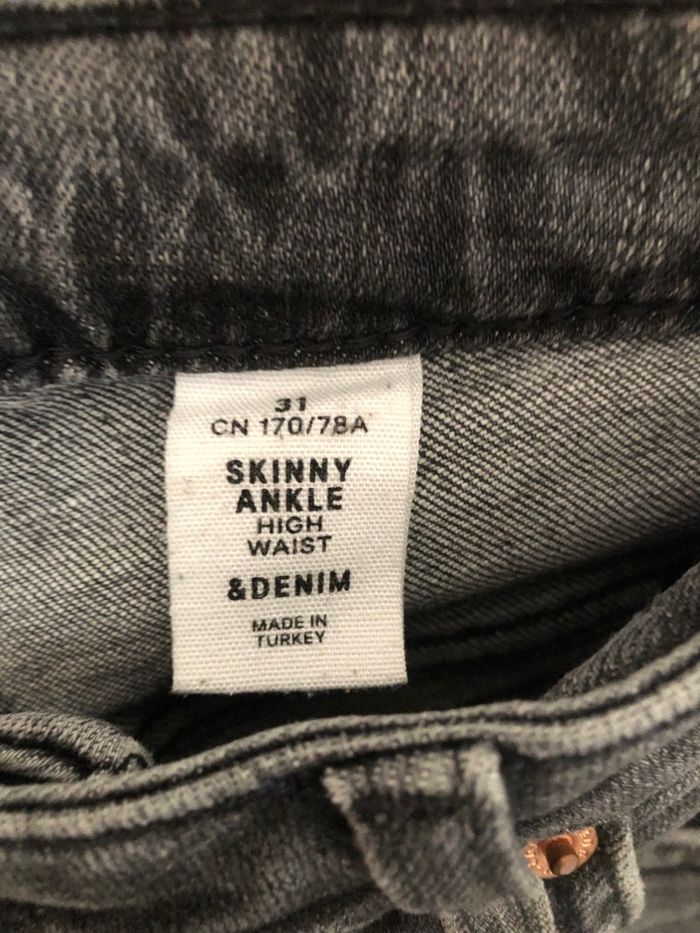 31
CN 170/78A
SKINNY
ANKLE
HIGH
WAIST
&DENIM
MADE IN
TURKEY